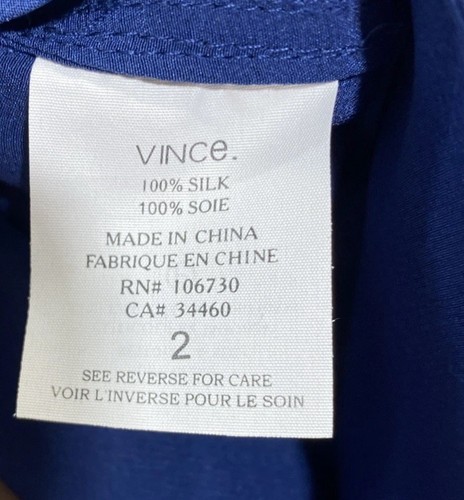 VINCe.
100% SILK
100% SOIE
MADE IN CHINA
FABRIQUE EN CHINE
RN# 106730
CA# 34460
2
SEE REVERSE FOR CARE
VOIR L'INVERSE POUR LE SOIN